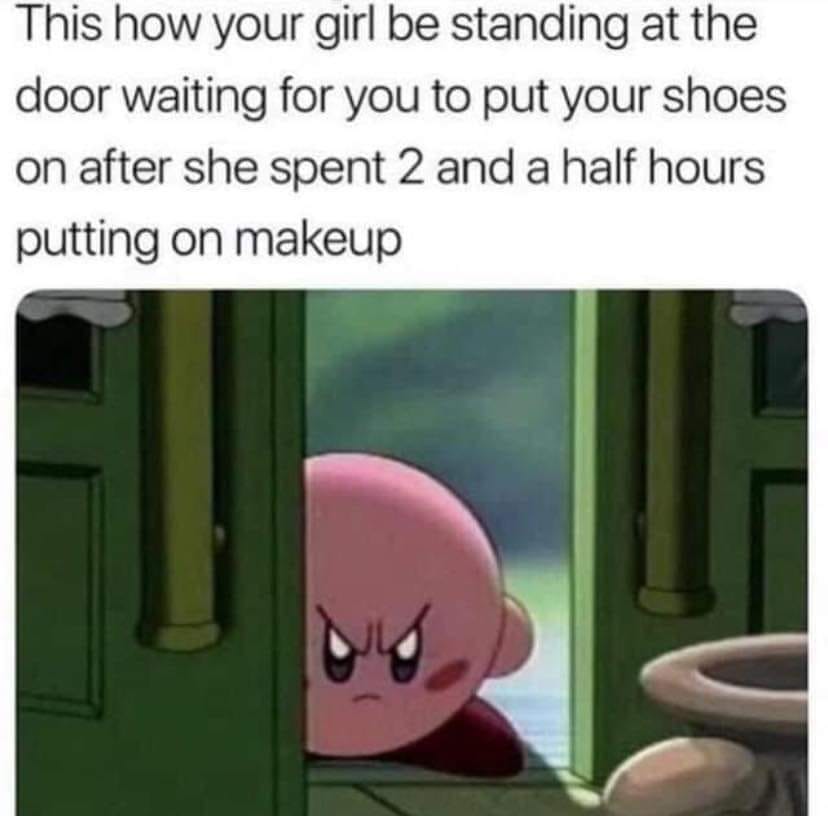 This how your girl be standing at the
door waiting for you to put your shoes
on after she spent 2 and a half hours
putting on makeup